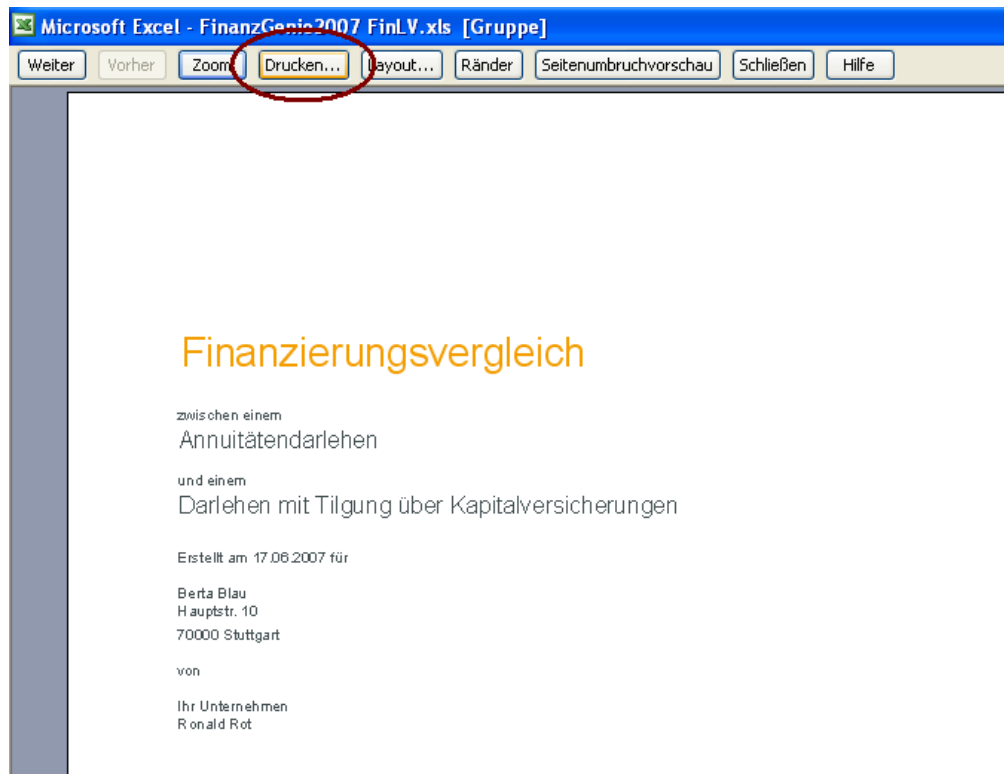 Microsoft Excel - FinanzGenie2007 FinLV.xls [Gruppe]
Weiter Vorher Zoom Drucken... Layout... Ränder Seitenumbruchvorschau Schließen Hilfe
Finanzierungsvergleich
zwischen einem
Annuitätendarlehen
und einem
Darlehen mit Tilgung über Kapitalversicherungen
Erstellt am 17.06.2007 für
Berta Blau
Hauptstr. 10
70000 Stuttgart
von
Ihr Unternehmen
Ronald Rot